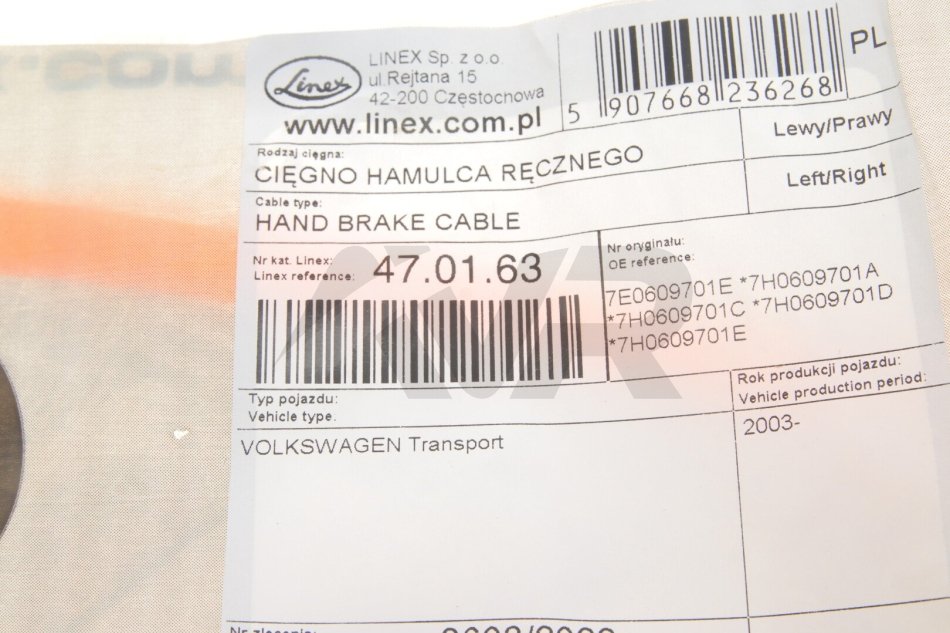 .com
Linex
LINEX Sp. z o.o.
ul.Rejtana 15
42-200 Częstochowa
www.linex.com.pl
5 907668 236268
PL
Rodzaj cięgna:
CIĘGNO HAMULCA RĘCZNEGO
Lewy/Prawy
Cable type:
HAND BRAKE CABLE
Left/Right
Nr kat. Linex:
Linex reference: 47.01.63
Nr oryginału:
OE reference:
7E0609701E *7H0609701A
*7H0609701C *7H0609701D
*7H0609701E
Typ pojazdu:
Vehicle type.
VOLKSWAGEN Transport
Rok produkcji pojazdu:
Vehicle production period:
2003-
Nr zlecenia: